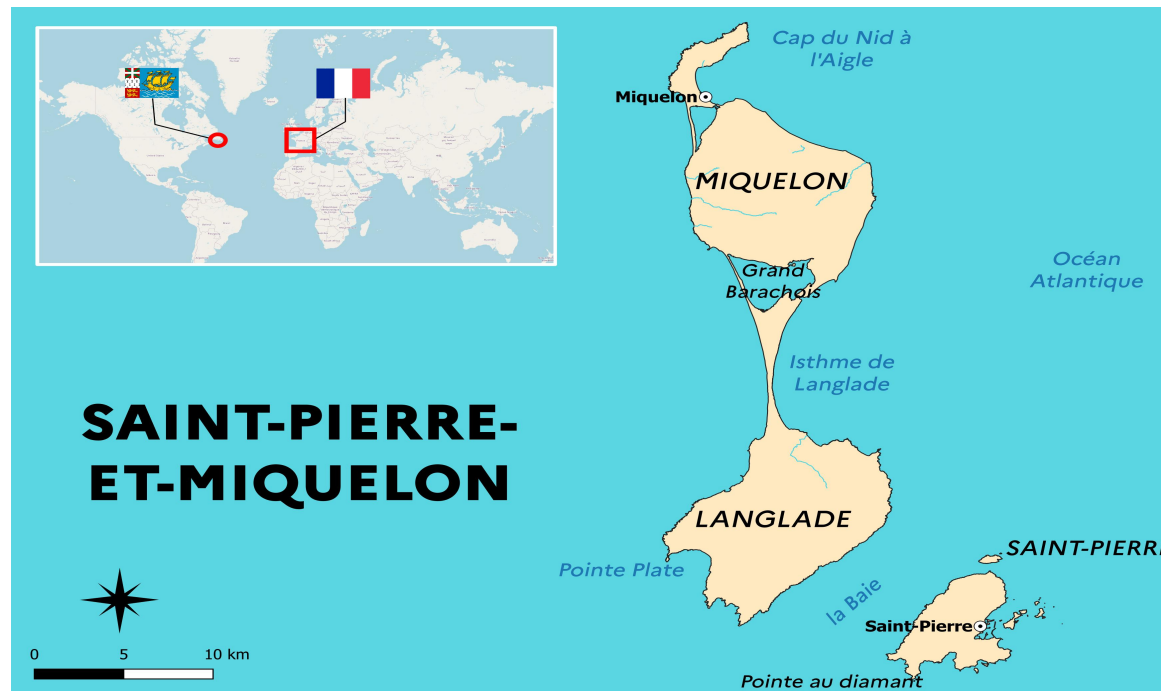 Cap du Nid à
l'Aigle
Miquelon
MIQUELON
Grand
Barachois
Océan
Atlantique
Isthme de
Langlade
SAINT-PIERRE-
ET-MIQUELON
LANGLADE
SAINT-PIERR
Pointe Plate
la Baie
Saint-Pierre
0 5 10 km
Pointe au diamant